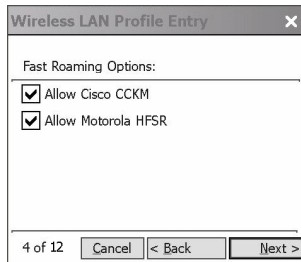 Wireless LAN Profile Entry
Fast Roaming Options:
Allow Cisco CCKM
Allow Motorola HFSR
4 of 12 Cancel < Back Next >